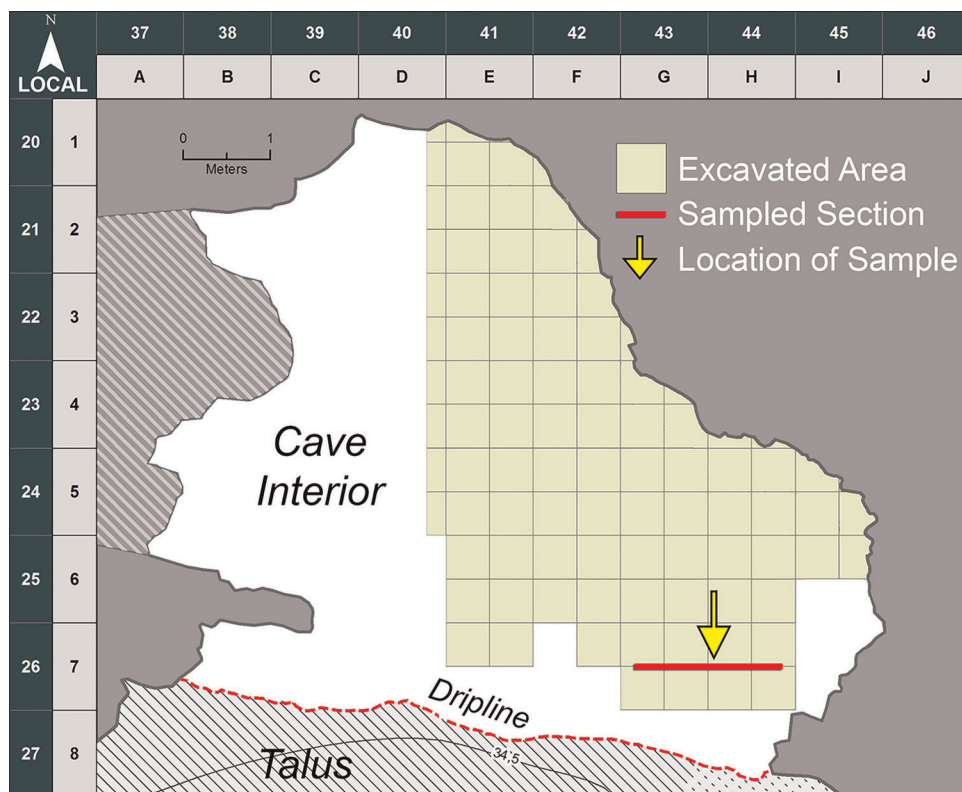 N
LOCAL
37 38 39 40 41 42 43 44 45 46
A B C D E F G H I J
20 1
21 2
22 3
23 4
24 5
25 6
26 7
27 8
0 1
Meters
Excavated Area
Sampled Section
Location of Sample
Cave
Interior
Dripline
34,5
Talus